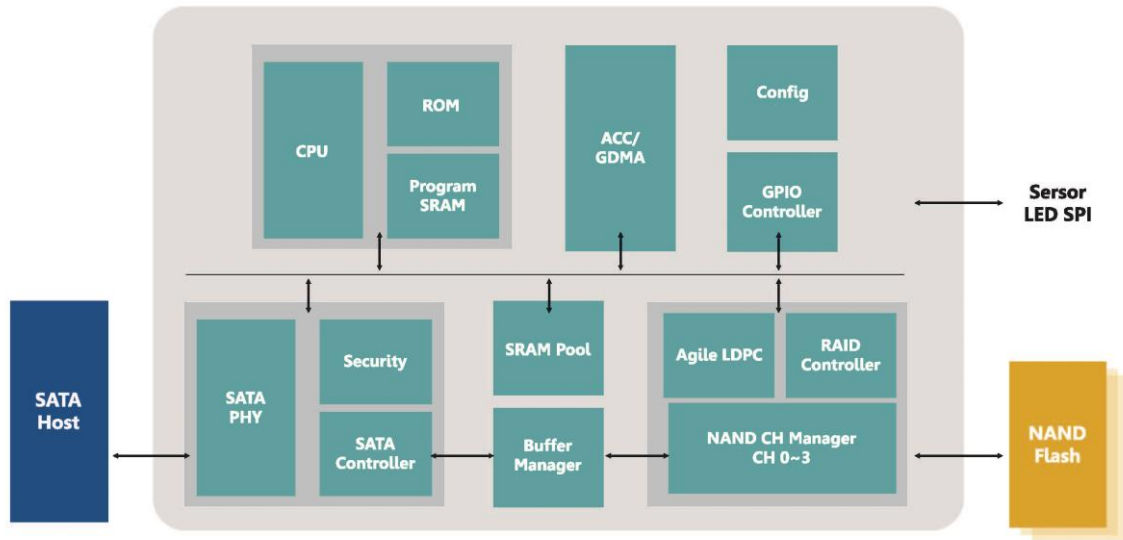 CPU
ROM
Program
SRAM
ACC/
GDMA
Config
GPIO
Controller
Sersor
LED SPI
SATA
Host
SATA
PHY
Security
SATA
Controller
SRAM Pool
Buffer
Manager
Agile LDPC
RAID
Controller
NAND CH Manager
CH 0~3
NAND
Flash